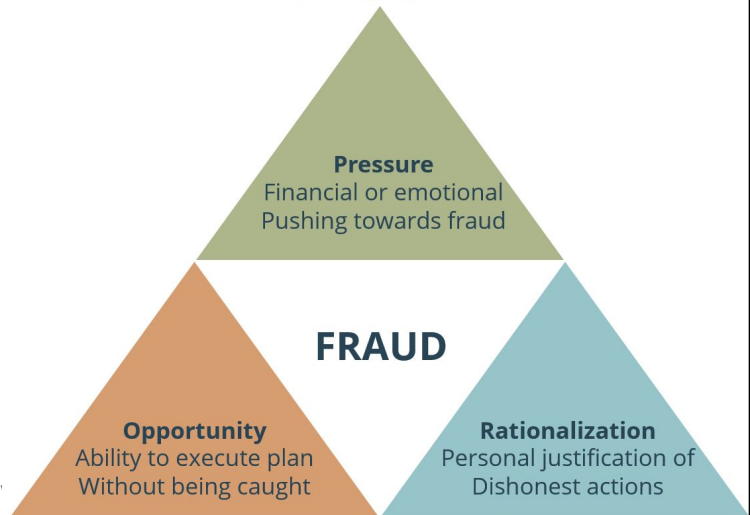 Pressure
Financial or emotional
Pushing towards fraud
FRAUD
Opportunity
Ability to execute plan
Without being caught
Rationalization
Personal justification of
Dishonest actions